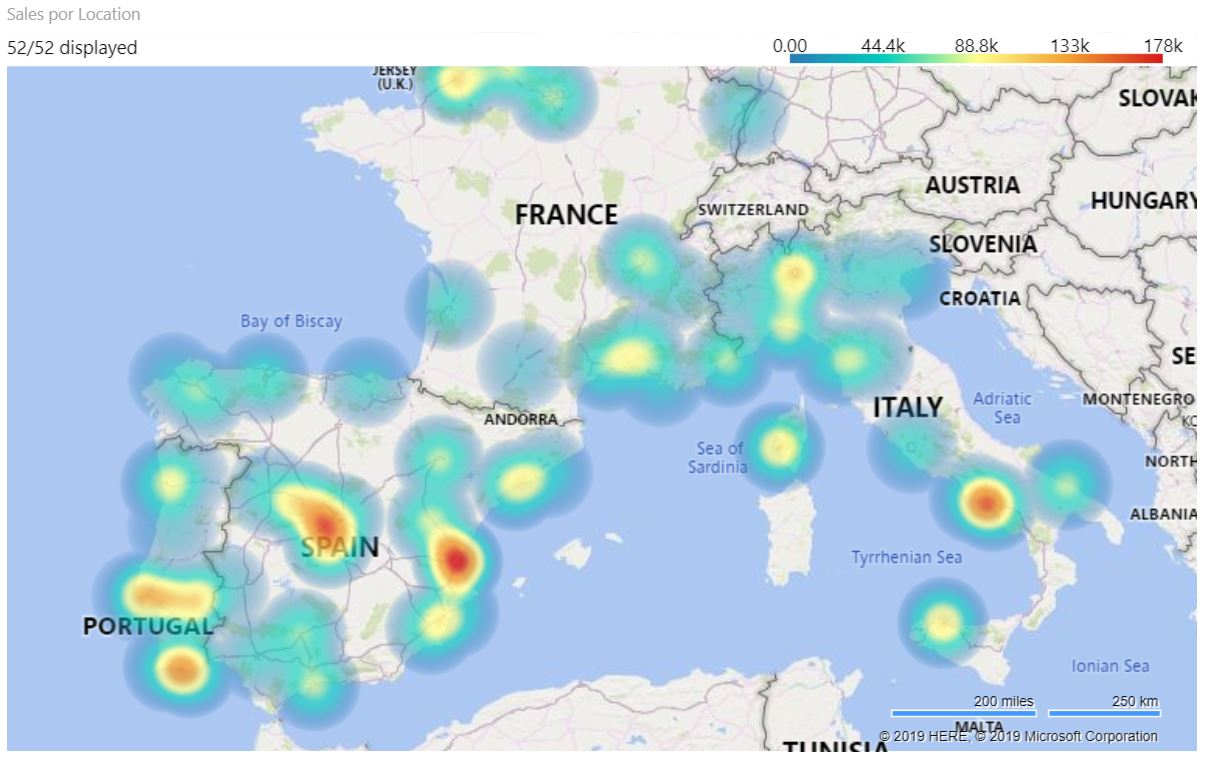 Sales por Location
52/52 displayed
0.00 44.4k 88.8k 133k 178k
JERSEY
(U.K.)
SLOVAK
AUSTRIA
HUNGARY
FRANCE
SWITZERLAND
SLOVENIA
CROATIA
Bay of Biscay
SE
ANDORRA
ITALY
Adriatic
Sea
MONTENEGRO
KO
Sea of
Sardinia
NORTH
ALBANIA
SPAIN
Tyrrhenian Sea
PORTUGAL
Ionian Sea
200 miles 250 km
MALTA
© 2019 HERE, © 2019 Microsoft Corporation
TUNISIA